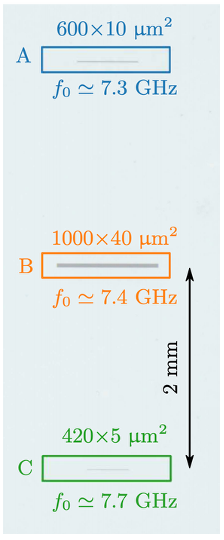 600×10 μm²
A
f₀ ≃ 7.3 GHz
1000×40 μm²
B
f₀ ≃ 7.4 GHz
2 mm
420×5 μm²
C
f₀ ≃ 7.7 GHz